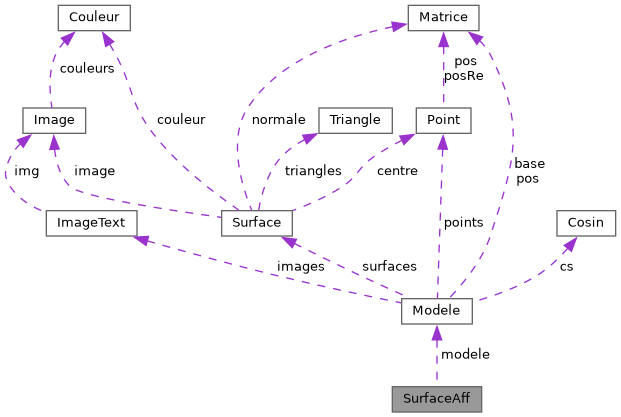 Couleur
Matrice
couleurs
pos
posRe
Image
couleur
normale
Triangle
Point
img
image
triangles
centre
base
pos
ImageText
Surface
points
Cosin
images
surfaces
cs
Modele
modele
SurfaceAff